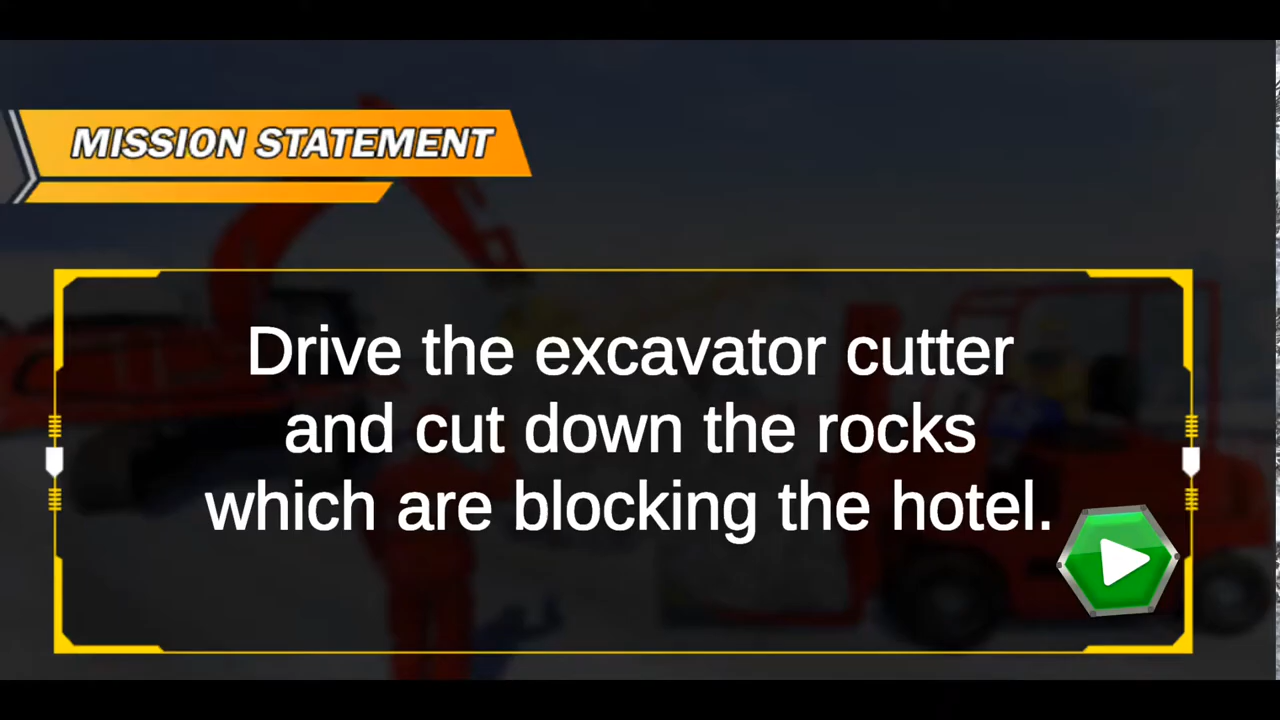 MISSION STATEMENT
Drive the excavator cutter
and cut down the rocks
which are blocking the hotel.